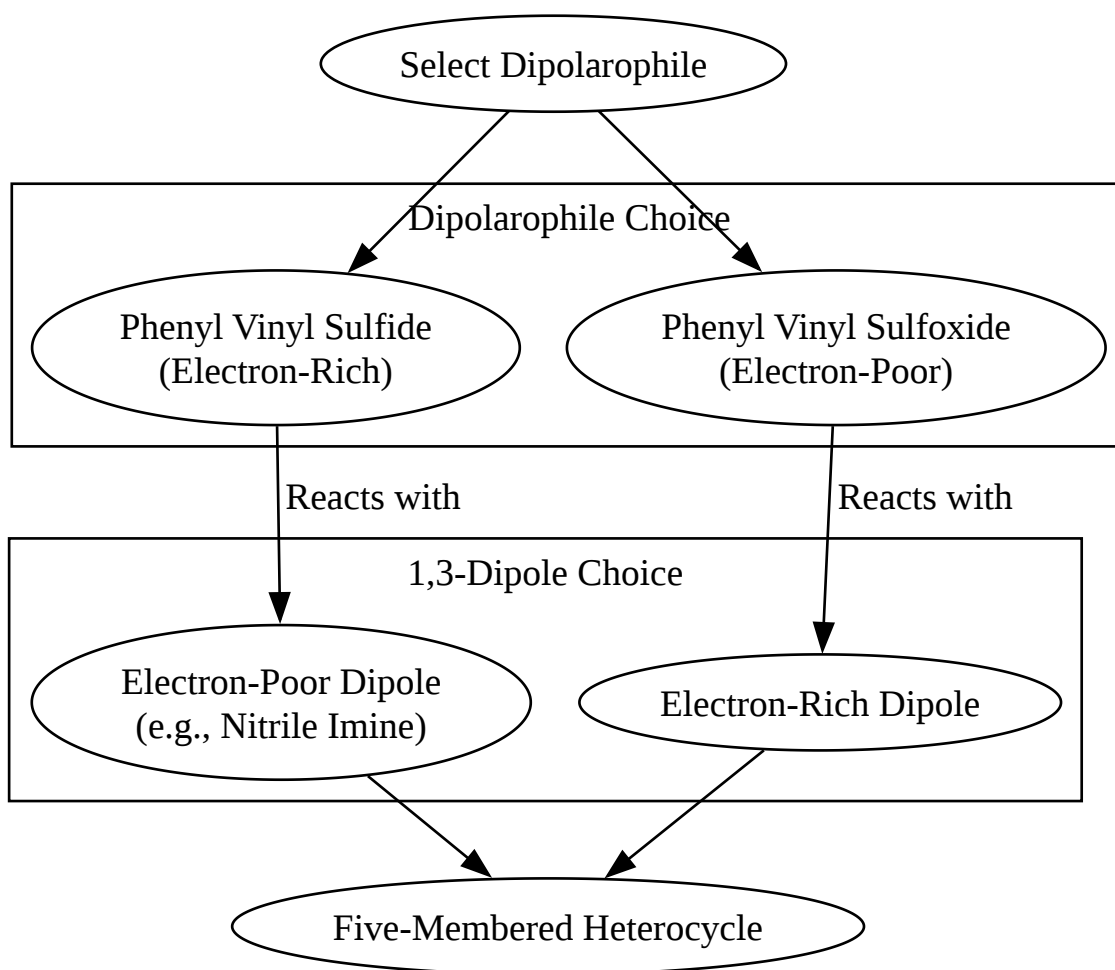 Select Dipolarophile
Dipolarophile Choice
Phenyl Vinyl Sulfide
(Electron-Rich)
Phenyl Vinyl Sulfoxide
(Electron-Poor)
Reacts with
Reacts with
1,3-Dipole Choice
Electron-Poor Dipole
(e.g., Nitrile Imine)
Electron-Rich Dipole
Five-Membered Heterocycle